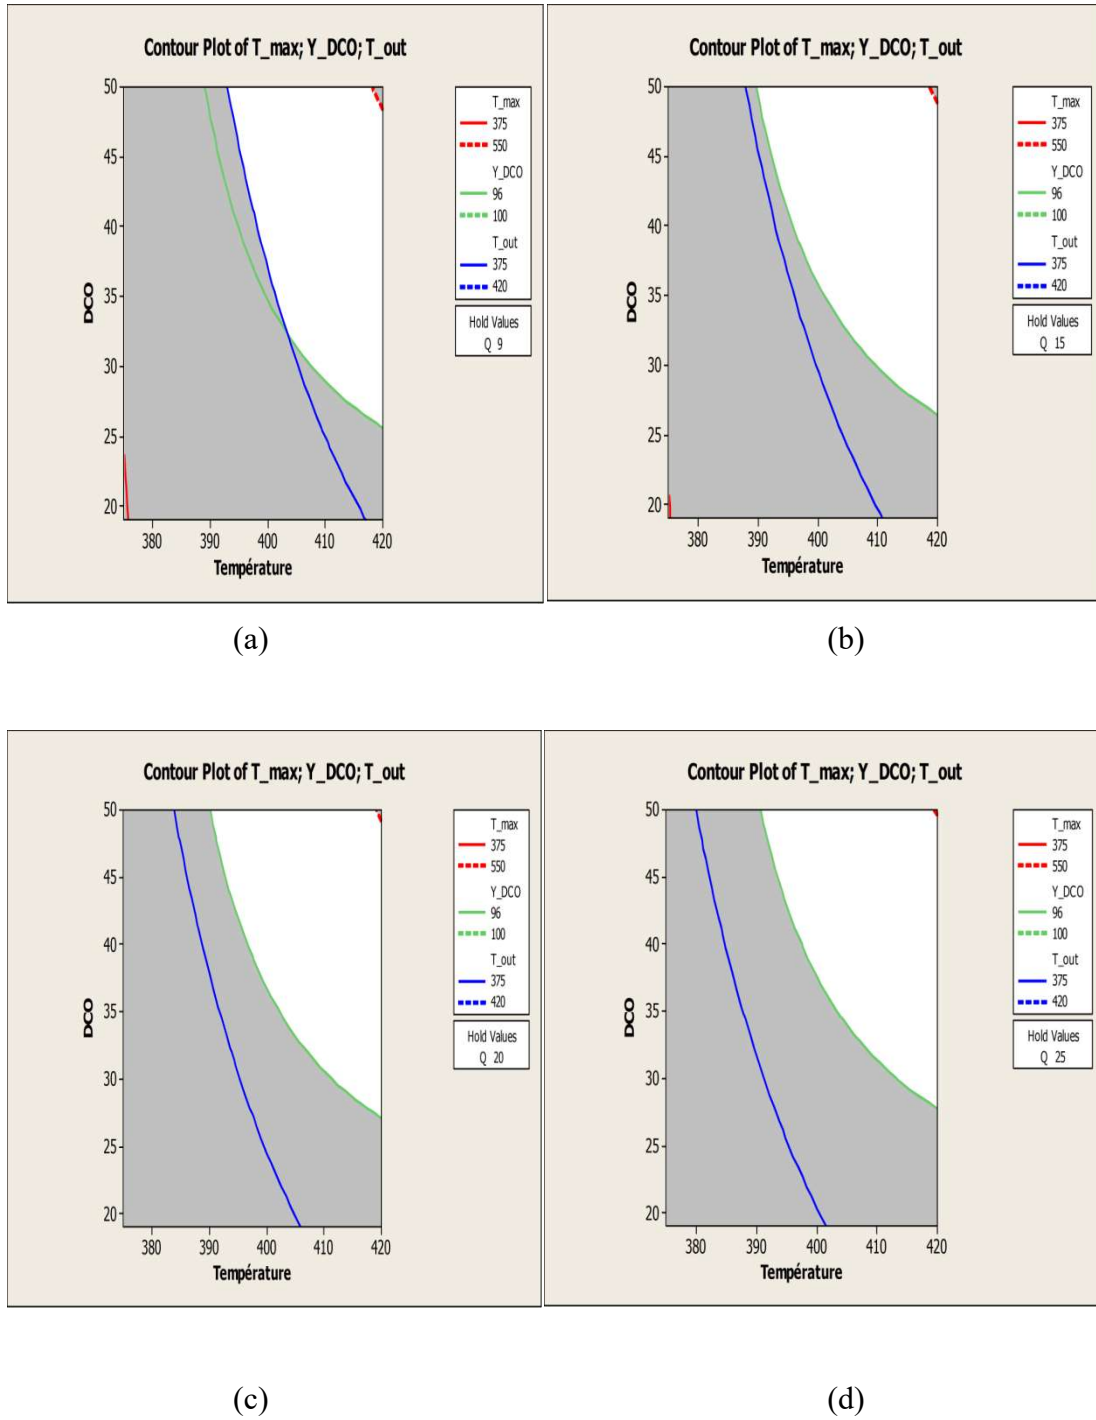 Contour Plot of T_max; Y_DCO; T_out
50
45
40
35
30
25
20
DCO
380 390 400 410 420
Température
T_max
375
550
Y_DCO
96
100
T_out
375
420
Hold Values
Q 9
(a)
Contour Plot of T_max; Y_DCO; T_out
50
45
40
35
30
25
20
DCO
380 390 400 410 420
Température
T_max
375
550
Y_DCO
96
100
T_out
375
420
Hold Values
Q 15
(b)
Contour Plot of T_max; Y_DCO; T_out
50
45
40
35
30
25
20
DCO
380 390 400 410 420
Température
T_max
375
550
Y_DCO
96
100
T_out
375
420
Hold Values
Q 20
(c)
Contour Plot of T_max; Y_DCO; T_out
50
45
40
35
30
25
20
DCO
380 390 400 410 420
Température
T_max
375
550
Y_DCO
96
100
T_out
375
420
Hold Values
Q 25
(d)